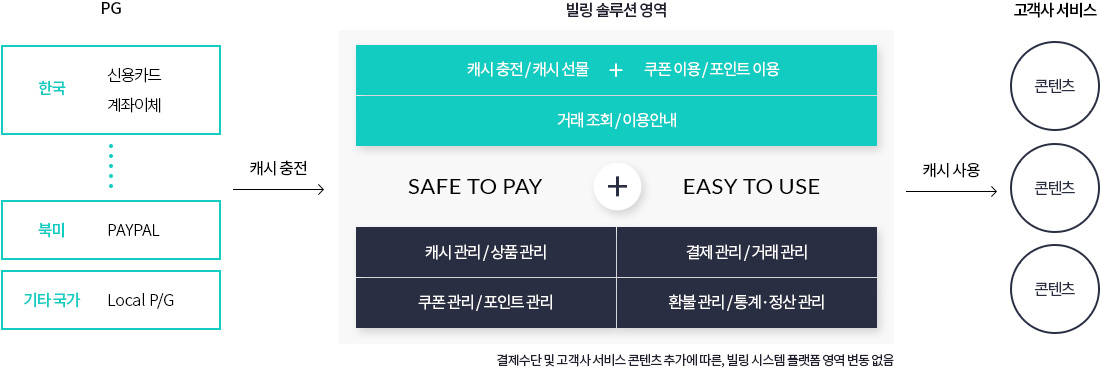 PG
빌링 솔루션 영역
고객사 서비스
한국
신용카드
계좌이체
북미
PAYPAL
기타 국가
Local P/G
캐시 충전
캐시 충전 / 캐시 선물 + 쿠폰 이용 / 포인트 이용
거래 조회 / 이용안내
SAFE TO PAY + EASY TO USE
캐시 관리 / 상품 관리
결제 관리 / 거래 관리
쿠폰 관리 / 포인트 관리
환불 관리 / 통계·정산 관리
캐시 사용
콘텐츠
콘텐츠
콘텐츠
결제수단 및 고객사 서비스 콘텐츠 추가에 따른, 빌링 시스템 플랫폼 영역 변동 없음